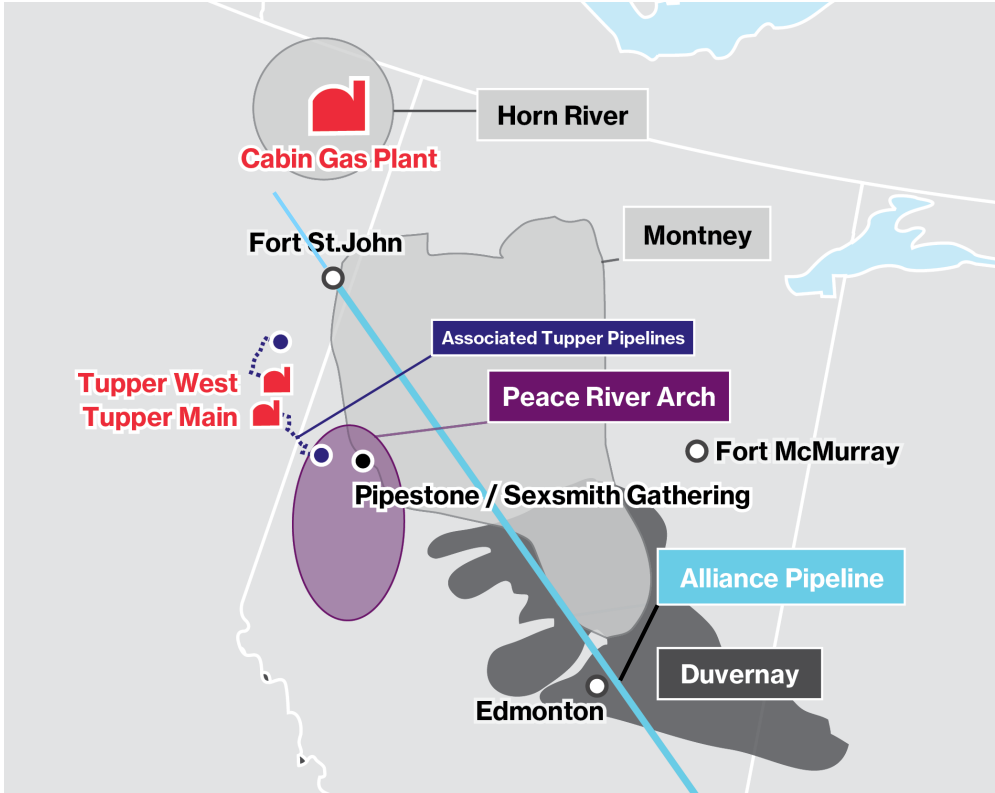 Horn River
Cabin Gas Plant
Montney
Fort St.John
Associated Tupper Pipelines
Tupper West
Peace River Arch
Tupper Main
Fort McMurray
Pipestone / Sexsmith Gathering
Alliance Pipeline
Duvernay
Edmonton